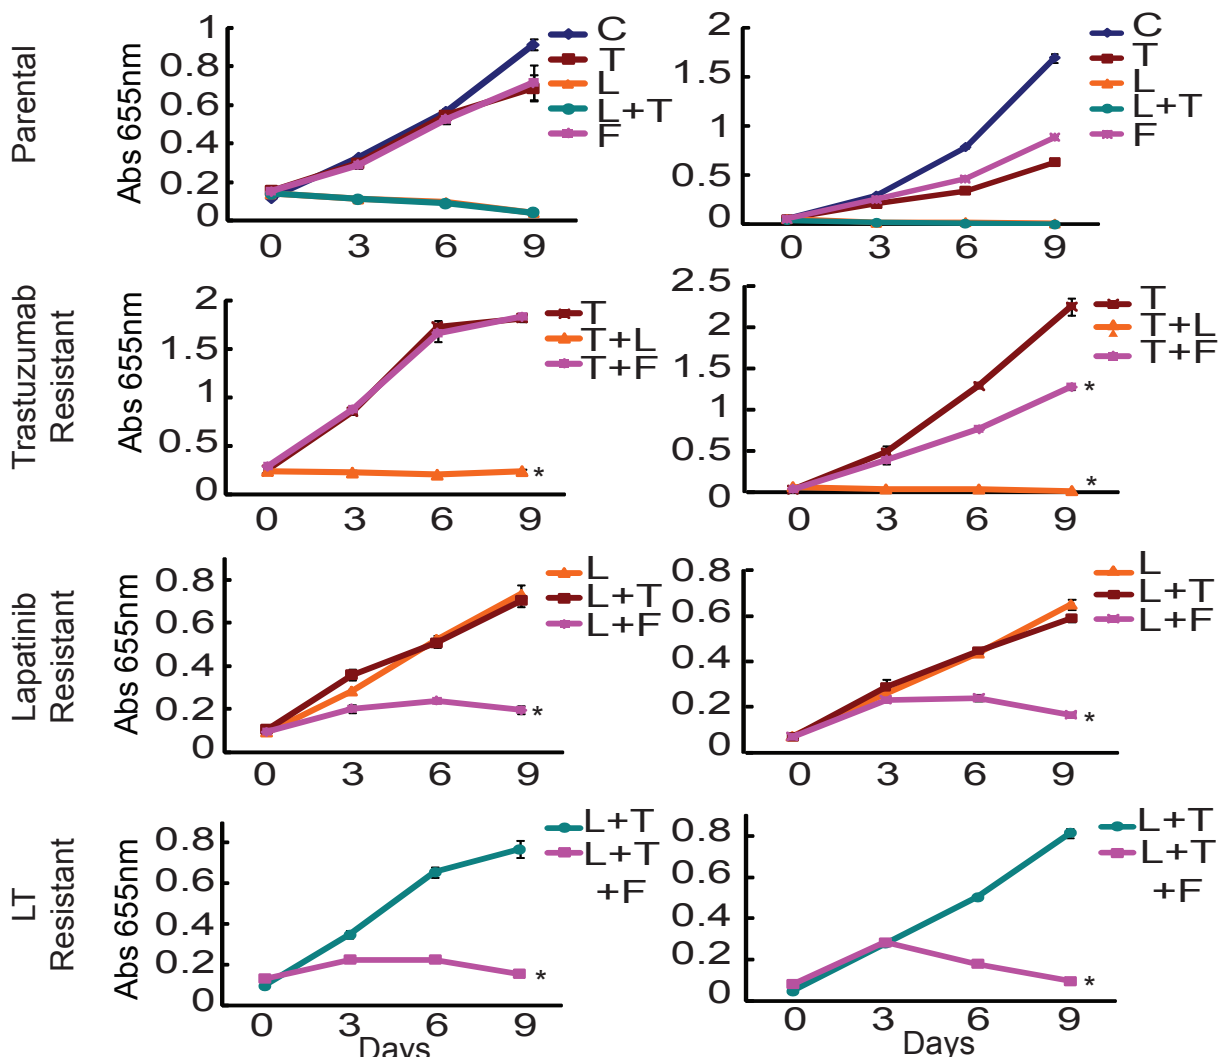 Parental
Abs 655nm
1
0.8
0.6
0.4
0.2
0
0 3 6 9
C
T
L
L+T
F
2
1.5
1
0.5
0
0 3 6 9
C
T
L
L+T
F
Trastuzumab
Resistant
Abs 655nm
2
1.5
1
0.5
0
0 3 6 9
T
T+L
T+F
*
2.5
2
1.5
1
0.5
0
0 3 6 9
T
T+L
T+F
*
*
Lapatinib
Resistant
Abs 655nm
0.8
0.6
0.4
0.2
0
0 3 6 9
L
L+T
L+F
*
0.8
0.6
0.4
0.2
0
0 3 6 9
L
L+T
L+F
*
LT
Resistant
Abs 655nm
0.8
0.6
0.4
0.2
0
0 3 6 9
Days
L+T
L+T
+F
*
0.8
0.6
0.4
0.2
0
0 3 6 9
Days
L+T
L+T
+F
*